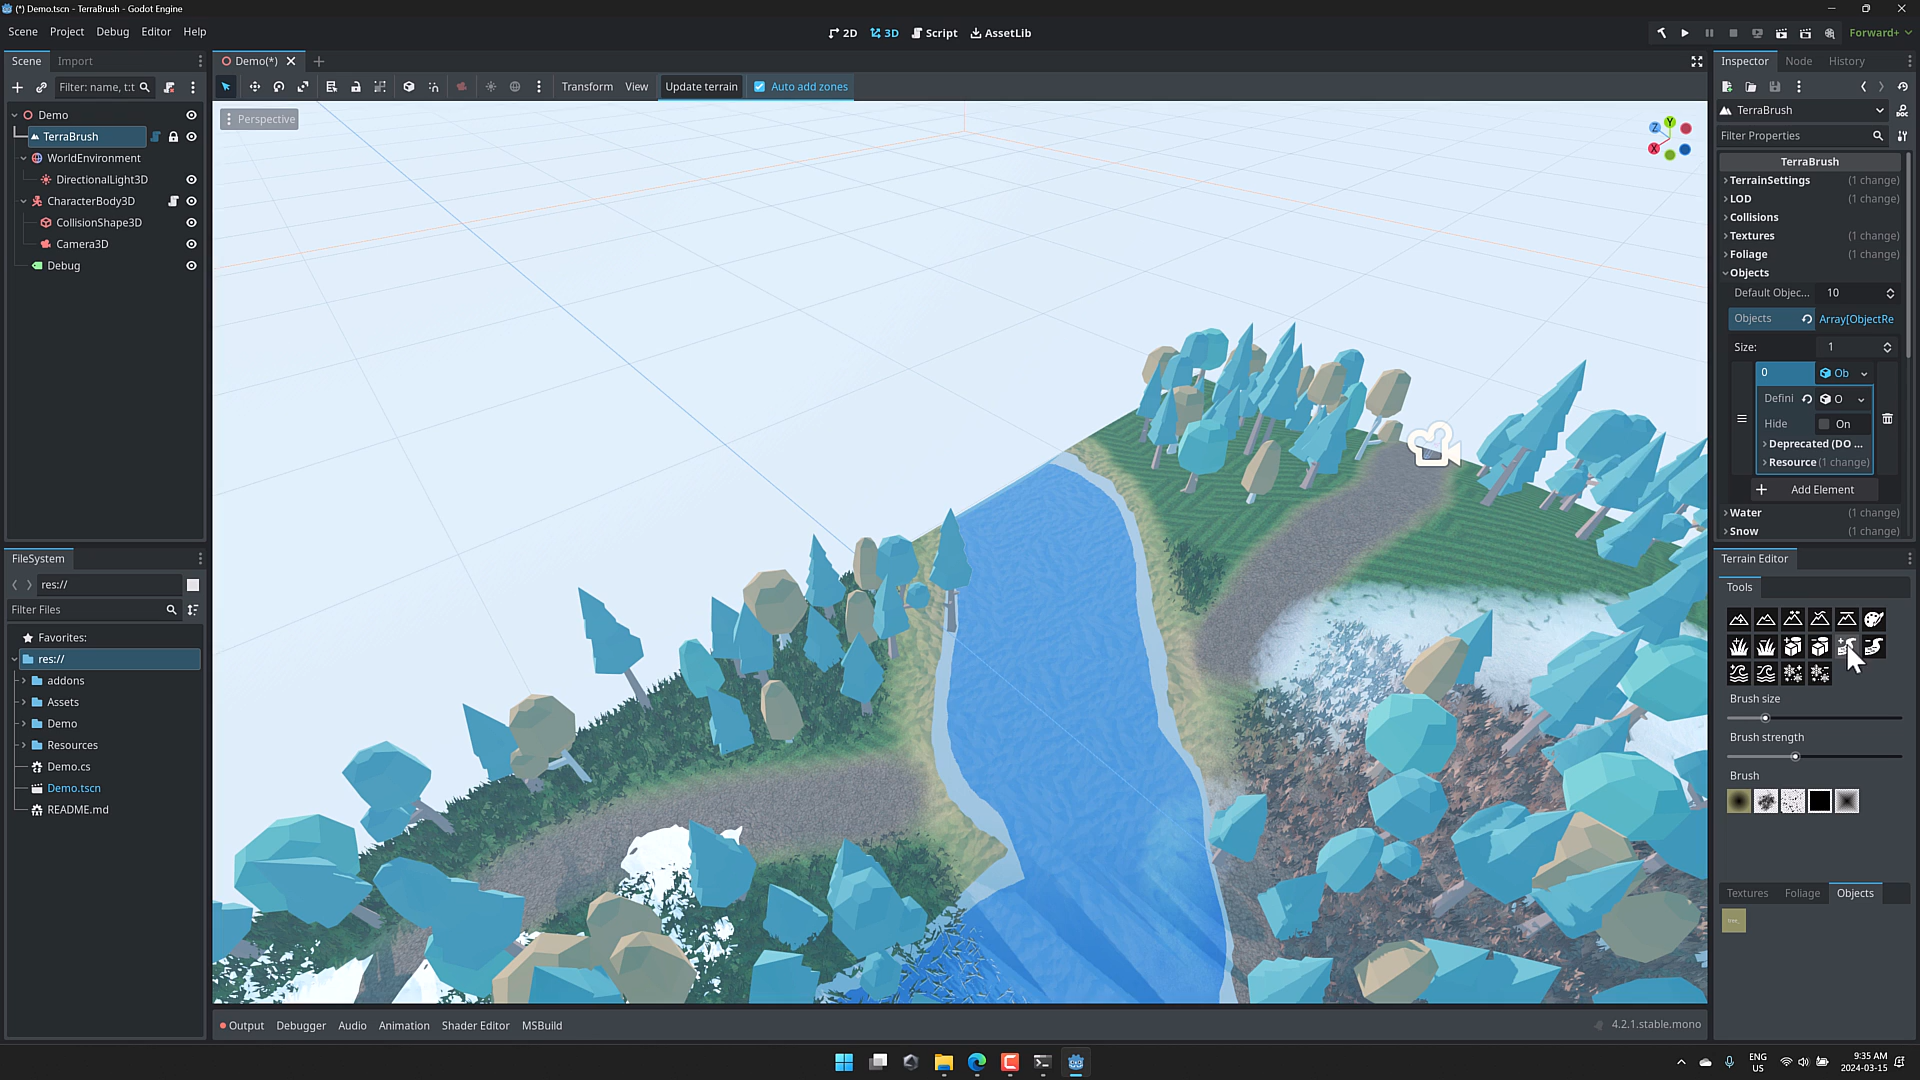 (*) Demo.tscn - TerraBrush - Godot Engine
Scene Project Debug Editor Help
2D 3D Script AssetLib
Forward+
Scene Import
Demo(*)
Inspector Node History
Filter: name, t:t
Transform View Update terrain Auto add zones
Demo
TerraBrush
WorldEnvironment
DirectionalLight3D
CharacterBody3D
CollisionShape3D
Camera3D
Debug
Perspective
Y
Z
X
TerraBrush
Filter Properties
TerraBrush
TerrainSettings (1 change)
LOD (1 change)
Collisions
Textures (1 change)
Foliage (1 change)
Objects
Default Objec... 10
Objects Array[ObjectRe
Size: 1
0 Ob
Defini O
Hide On
Deprecated (DO ...
Resource (1 change)
Add Element
Water (1 change)
Snow (1 change)
FileSystem
res://
Filter Files
Favorites:
res://
addons
Assets
Demo
Resources
Demo.cs
Demo.tscn
README.md
Terrain Editor
Tools
Brush size
Brush strength
Brush
Textures Foliage Objects
Output Debugger Audio Animation Shader Editor MSBuild
4.2.1.stable.mono
ENG
US
9:35 AM
2024-03-15